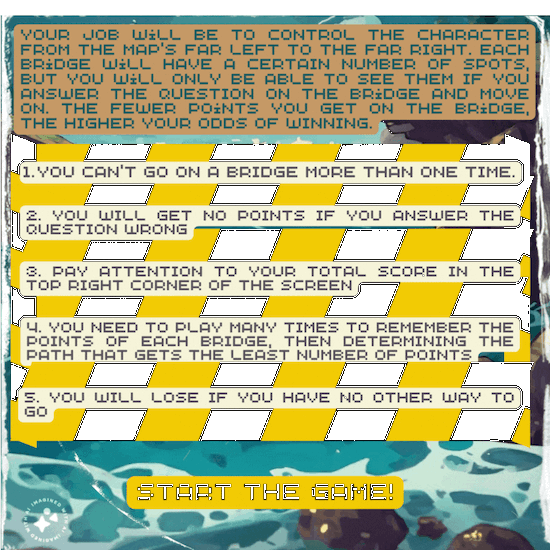 YOUR JOB WiLL BE TO CONTROL THE CHARACTER
FROM THE MAP'S FAR LEFT TO THE FAR RIGHT. EACH
BRiDGE WiLL HAVE A CERTAIN NUMBER OF SPOTS,
BUT YOU WiLL ONLY BE ABLE TO SEE THEM IF YOU
ANSWER THE QUESTION ON THE BRiDGE AND MOVE
ON. THE FEWER POiNTS YOU GET ON THE BRiDGE,
THE HIGHER YOUR ODDS OF WINNING.
1.YOU CAN'T GO ON A BRIDGE MORE THAN ONE TIME.
2. YOU WILL GET NO POINTS IF YOU ANSWER THE
QUESTION WRONG
3. PAY ATTENTION TO YOUR TOTAL SCORE IN THE
TOP RIGHT CORNER OF THE SCREEN
4. YOU NEED TO PLAY MANY TIMES TO REMEMBER THE
POINTS OF EACH BRIDGE, THEN DETERMINING THE
PATH THAT GETS THE LEAST NUMBER OF POINTS
5. YOU WILL LOSE IF YOU HAVE NO OTHER WAY TO
GO
START THE GAME!